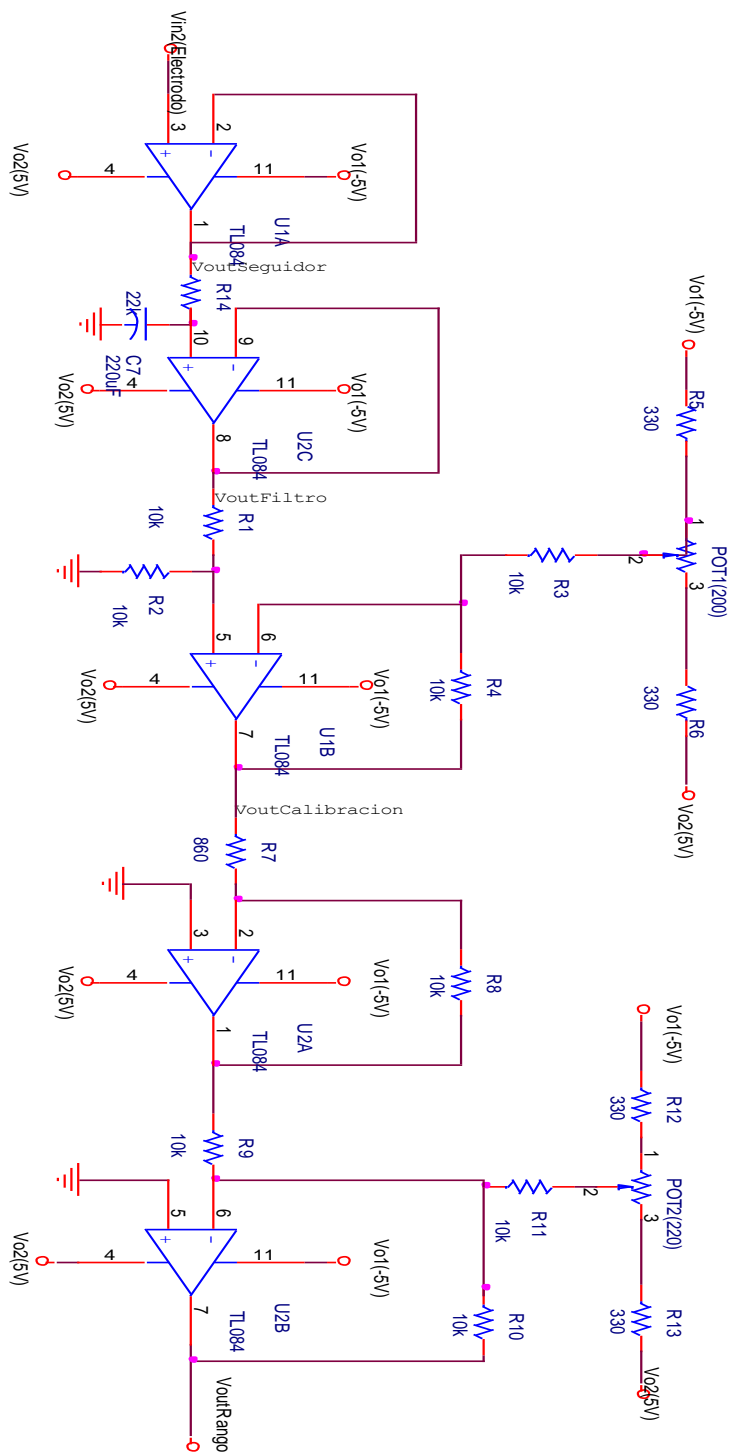 Vin2(Electrodo)
3
2
+
-
4
11
Vo2(5V)
Vo1(-5V)
1
U1A
TL084
VoutSeguidor
R14
22k
C7
220uF
10
9
+
-
4
11
Vo2(5V)
Vo1(-5V)
8
U2C
TL084
VoutFiltro
R1
10k
R2
10k
5
6
+
-
4
11
Vo2(5V)
Vo1(-5V)
7
U1B
TL084
R3
10k
R4
10k
Vo1(-5V)
R5
330
1
2
3
POT1(200)
R6
330
Vo2(5V)
VoutCalibracion
R7
860
3
2
+
-
4
11
Vo2(5V)
Vo1(-5V)
1
U2A
TL084
R8
10k
R9
10k
5
6
+
-
4
11
Vo2(5V)
Vo1(-5V)
7
U2B
TL084
R11
10k
R10
10k
Vo1(-5V)
R12
330
1
2
3
POT2(220)
R13
330
Vo2(5V)
VoutRango